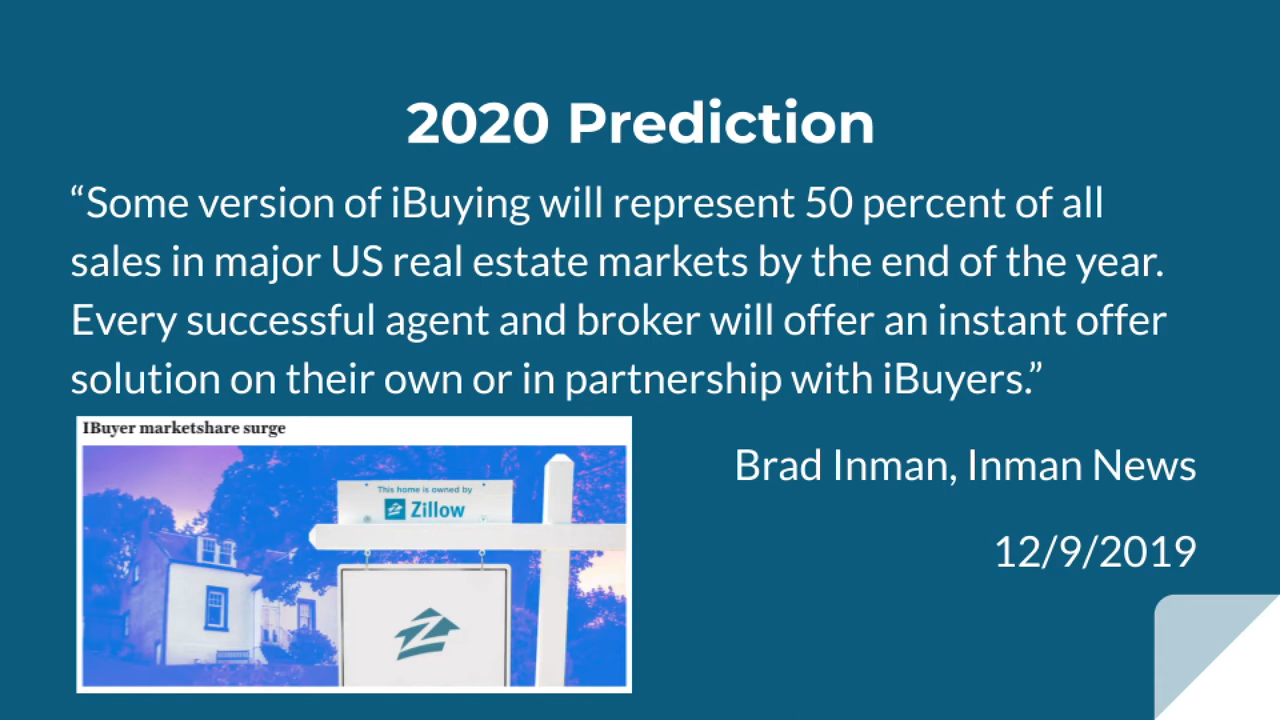 2020 Prediction
“Some version of iBuying will represent 50 percent of all
sales in major US real estate markets by the end of the year.
Every successful agent and broker will offer an instant offer
solution on their own or in partnership with iBuyers.”
IBuyer marketshare surge
This home is owned by
Zillow
Brad Inman, Inman News
12/9/2019